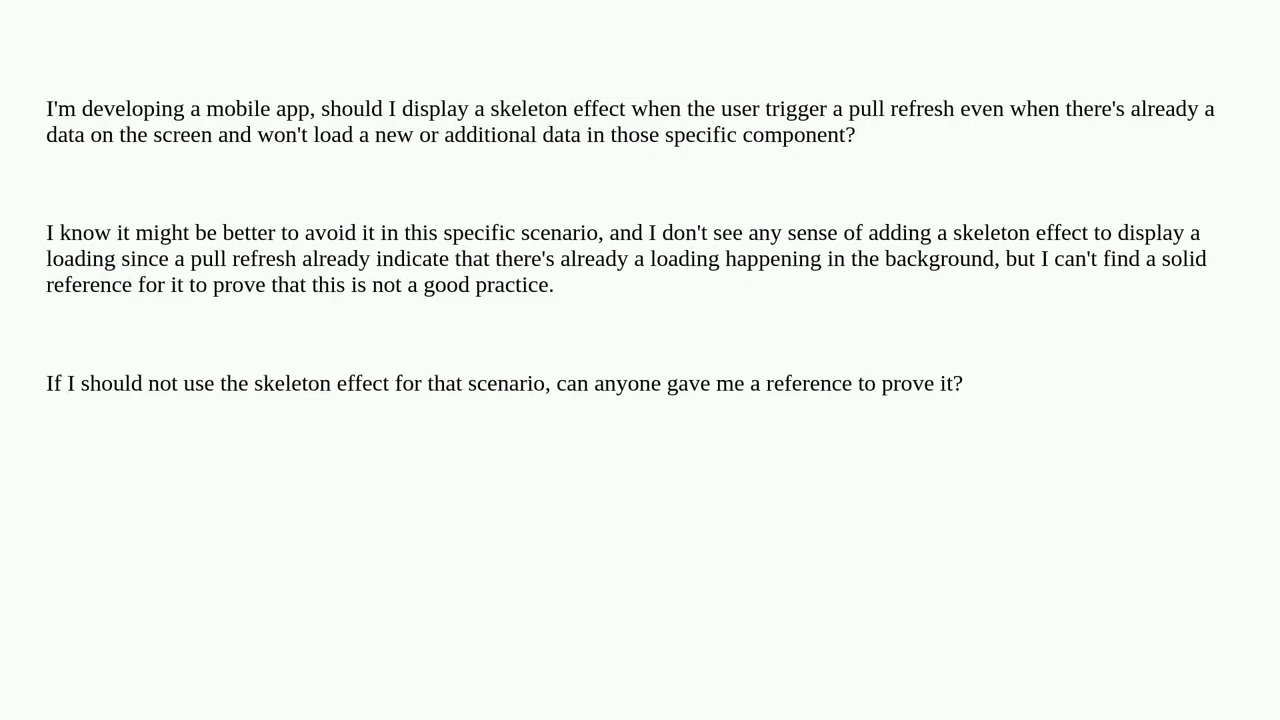 I'm developing a mobile app, should I display a skeleton effect when the user trigger a pull refresh even when there's already a
data on the screen and won't load a new or additional data in those specific component?
I know it might be better to avoid it in this specific scenario, and I don't see any sense of adding a skeleton effect to display a
loading since a pull refresh already indicate that there's already a loading happening in the background, but I can't find a solid
reference for it to prove that this is not a good practice.
If I should not use the skeleton effect for that scenario, can anyone gave me a reference to prove it?